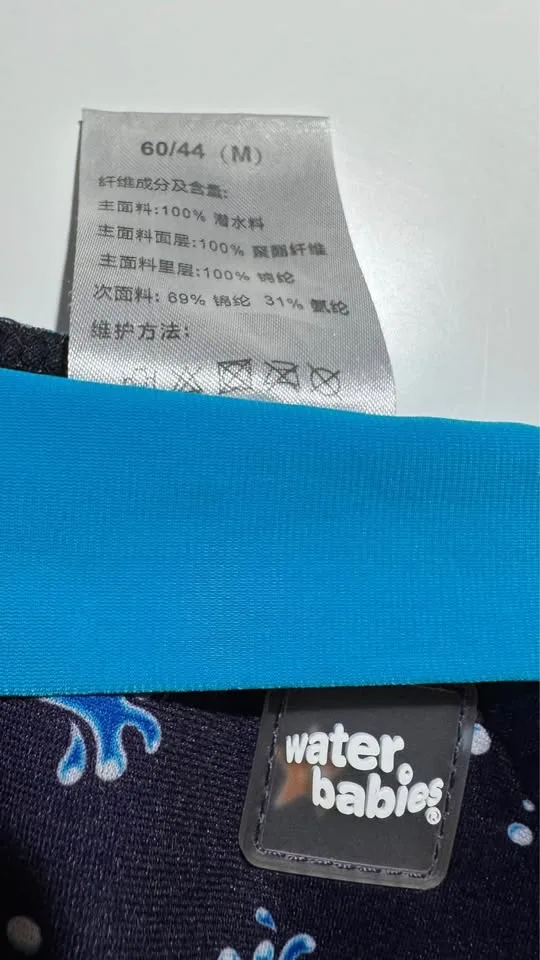 60/44（M）
纤维成分及含量:
主面料:100% 潜水料
主面料面层:100% 聚酯纤维
主面料里层:100% 锦纶
次面料: 69% 锦纶 31% 氨纶
维护方法:
water
babies®